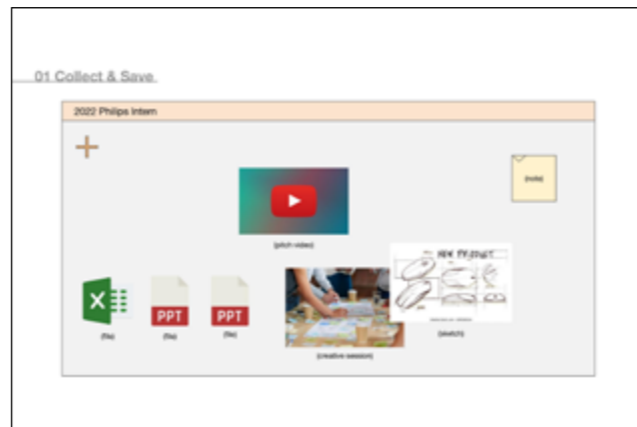 01 Collect & Save
2022 Philips Intern
(note)
(pitch video)
NEW PRODUCT
X
PPT
PPT
(file)
(file)
(file)
(sketch)
(creative session)